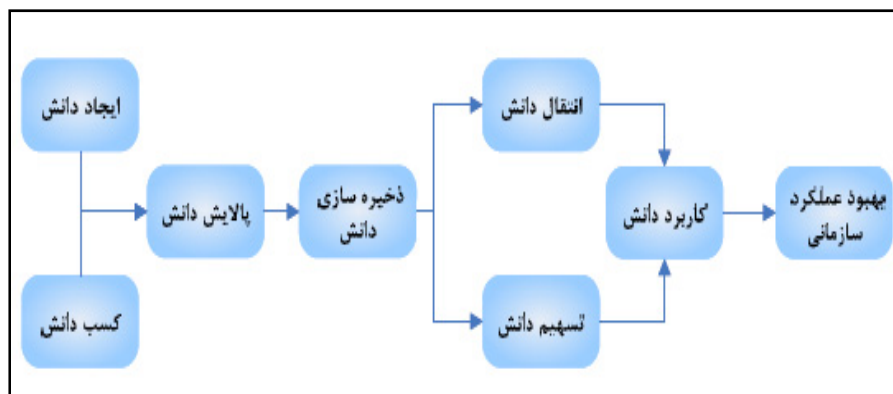 ایجاد دانش
کسب دانش
پالایش دانش
ذخیره سازی
دانش
انتقال دانش
تسهیم دانش
کاربرد دانش
بهبود عملکرد
سازمانی